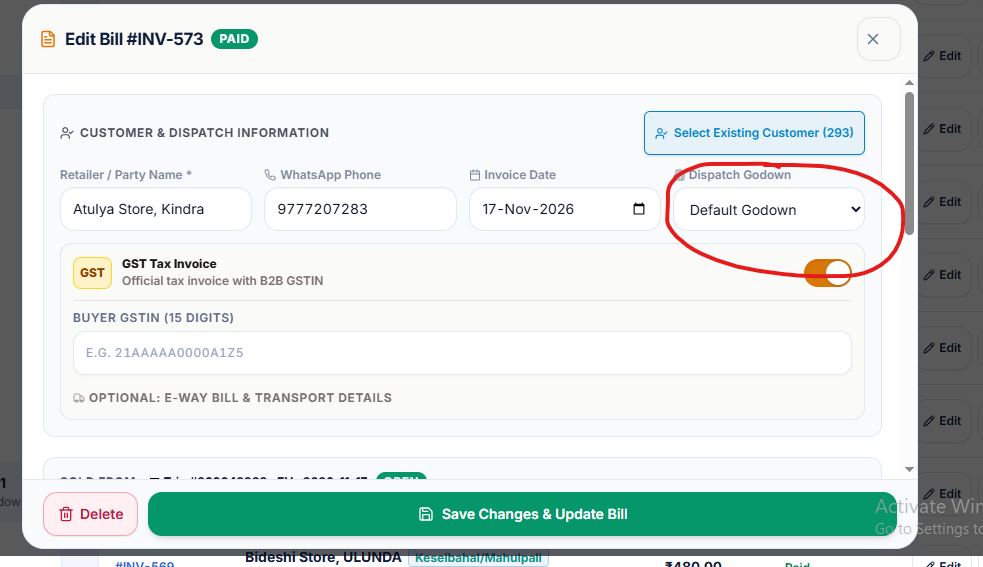 Edit Bill #INV-573 PAID
Edit
CUSTOMER & DISPATCH INFORMATION
Select Existing Customer (293)
Edit
Retailer / Party Name *
WhatsApp Phone
Invoice Date
Dispatch Godown
Atulya Store, Kindra
9777207283
17-Nov-2026
Default Godown
Edit
GST
GST Tax Invoice
Official tax invoice with B2B GSTIN
Edit
BUYER GSTIN (15 DIGITS)
E.G. 21AAAAA0000A1Z5
Edit
OPTIONAL: E-WAY BILL & TRANSPORT DETAILS
Edit
Edit
Delete
Save Changes & Update Bill
Activate Win
Go to Settings to
#INV-569
Bideshi Store, ULUNDA
Keseibahal/Mahulpali
₹480.00
Paid
Edit